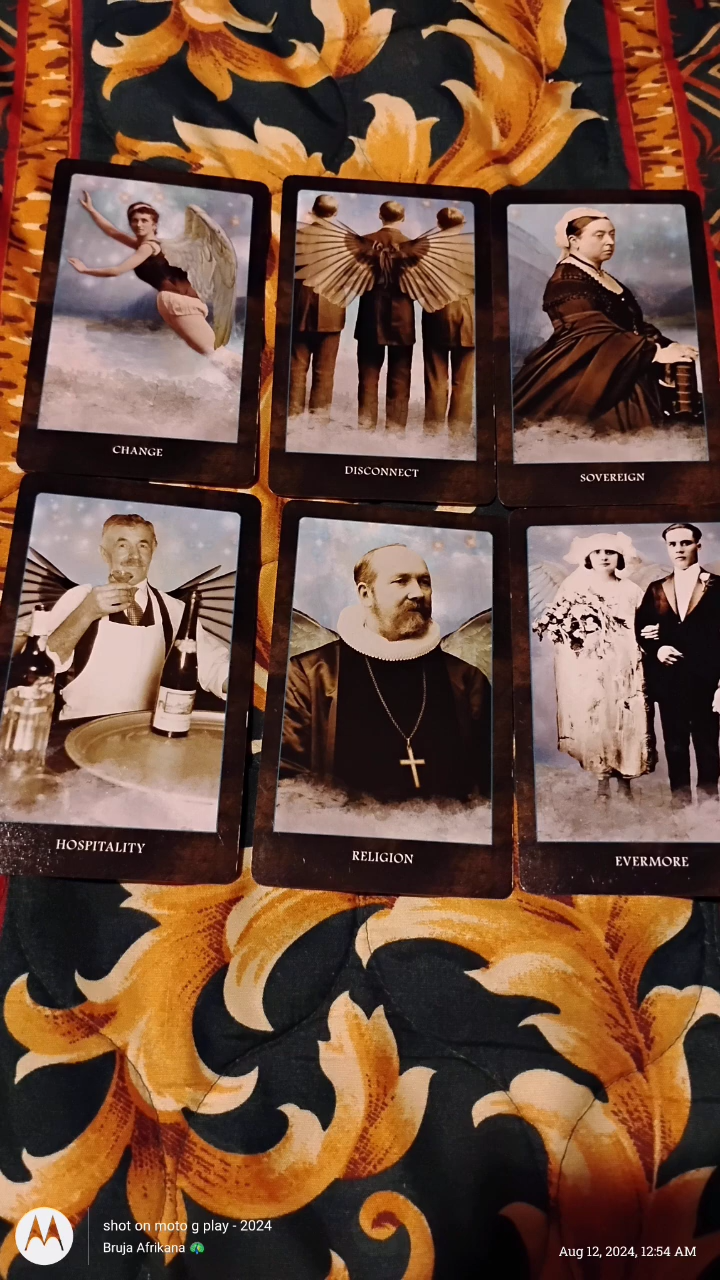 CHANGE
DISCONNECT
SOVEREIGN
HOSPITALITY
RELIGION
EVERMORE
shot on moto g play - 2024
Bruja Afrikana 🦚
Aug 12, 2024, 12:54 AM